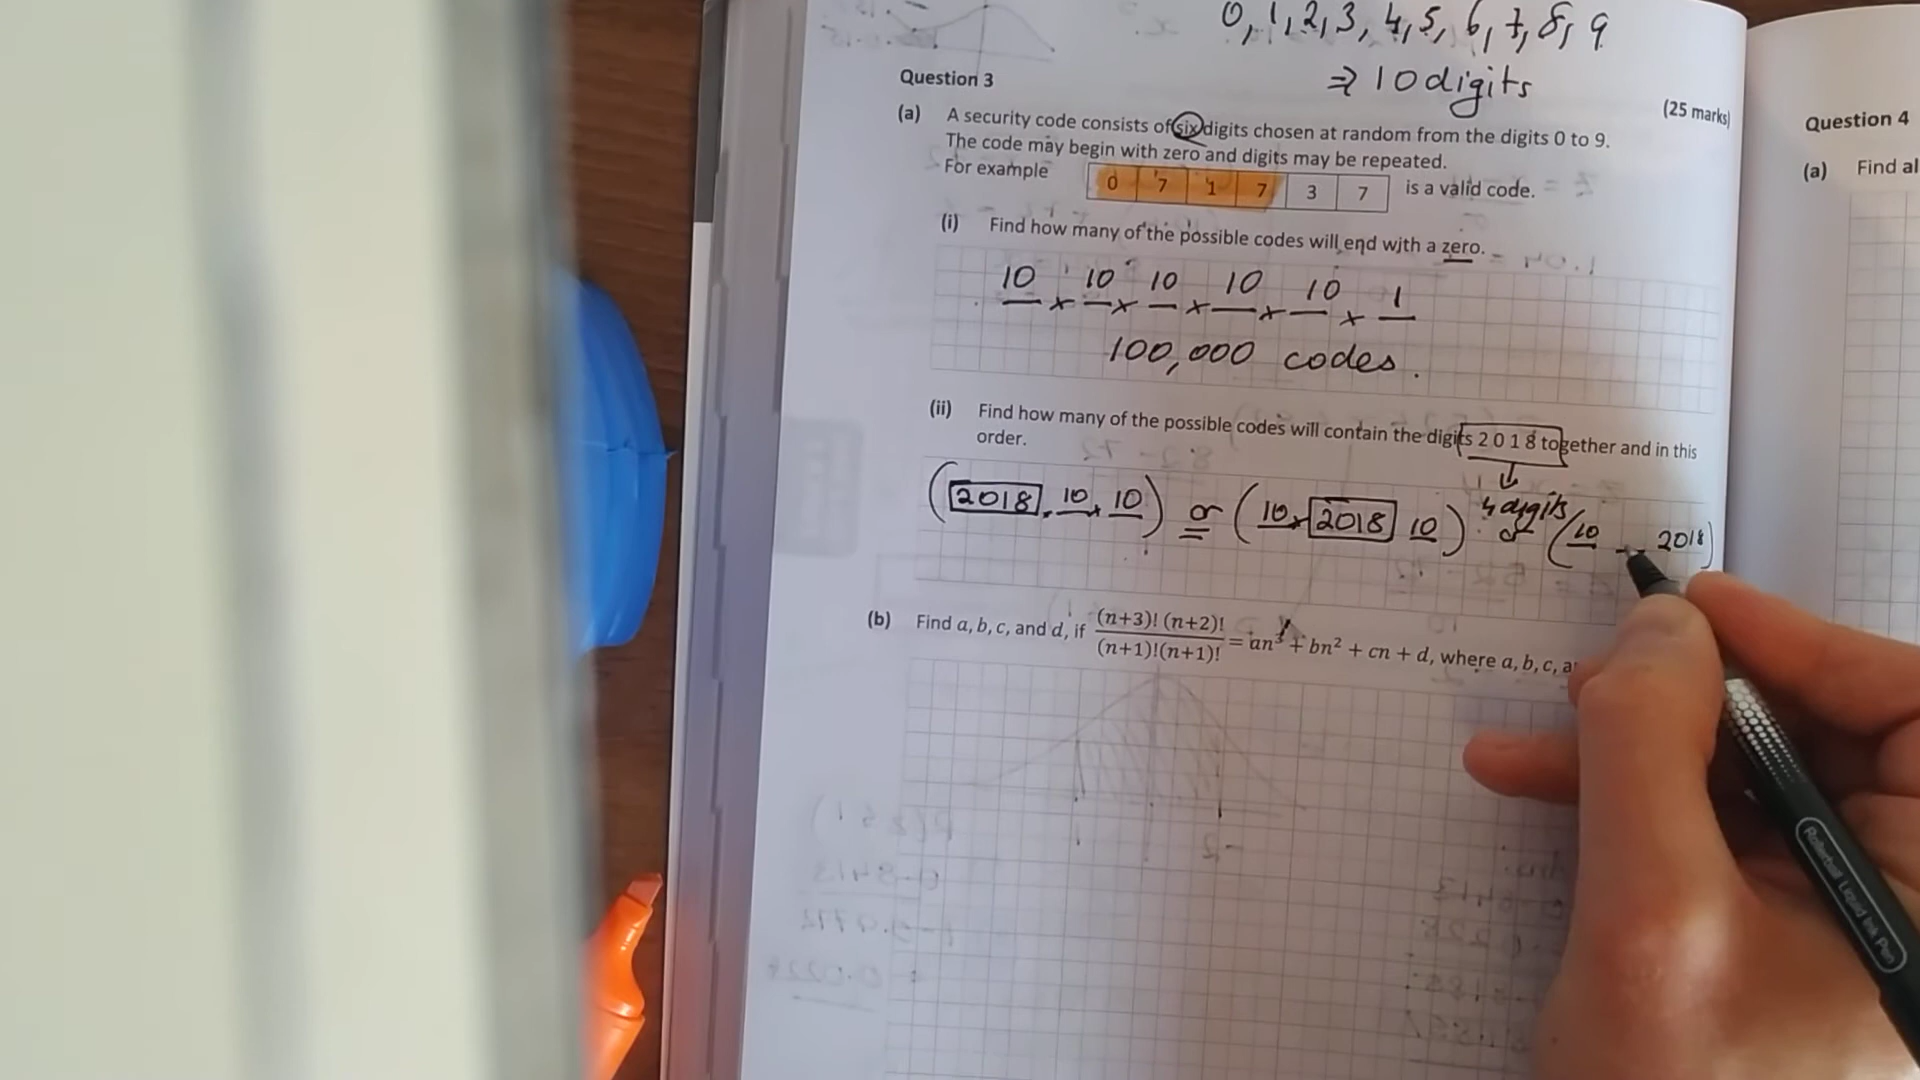 0, 1, 2, 3, 4, 5, 6, 7, 8, 9
⇒ 10 digits
Question 3
(25 marks)
(a) A security code consists of six digits chosen at random from the digits 0 to 9.
The code may begin with zero and digits may be repeated.
For example 0 7 1 7 3 7 is a valid code.
(i) Find how many of the possible codes will end with a zero.
10 × 10 × 10 × 10 × 10 × 1
100,000 codes.
(ii) Find how many of the possible codes will contain the digits 2 0 1 8 together and in this
order.
↓
4 digits
(2018 . 10 × 10) or (10 × 2018 10) or (10 2018)
(b) Find a, b, c, and d, if (n+3)! (n+2)! / (n+1)!(n+1)! = an³ + bn² + cn + d, where a, b, c,
Question 4
(a) Find al
Rollerball Liquid Ink Pen